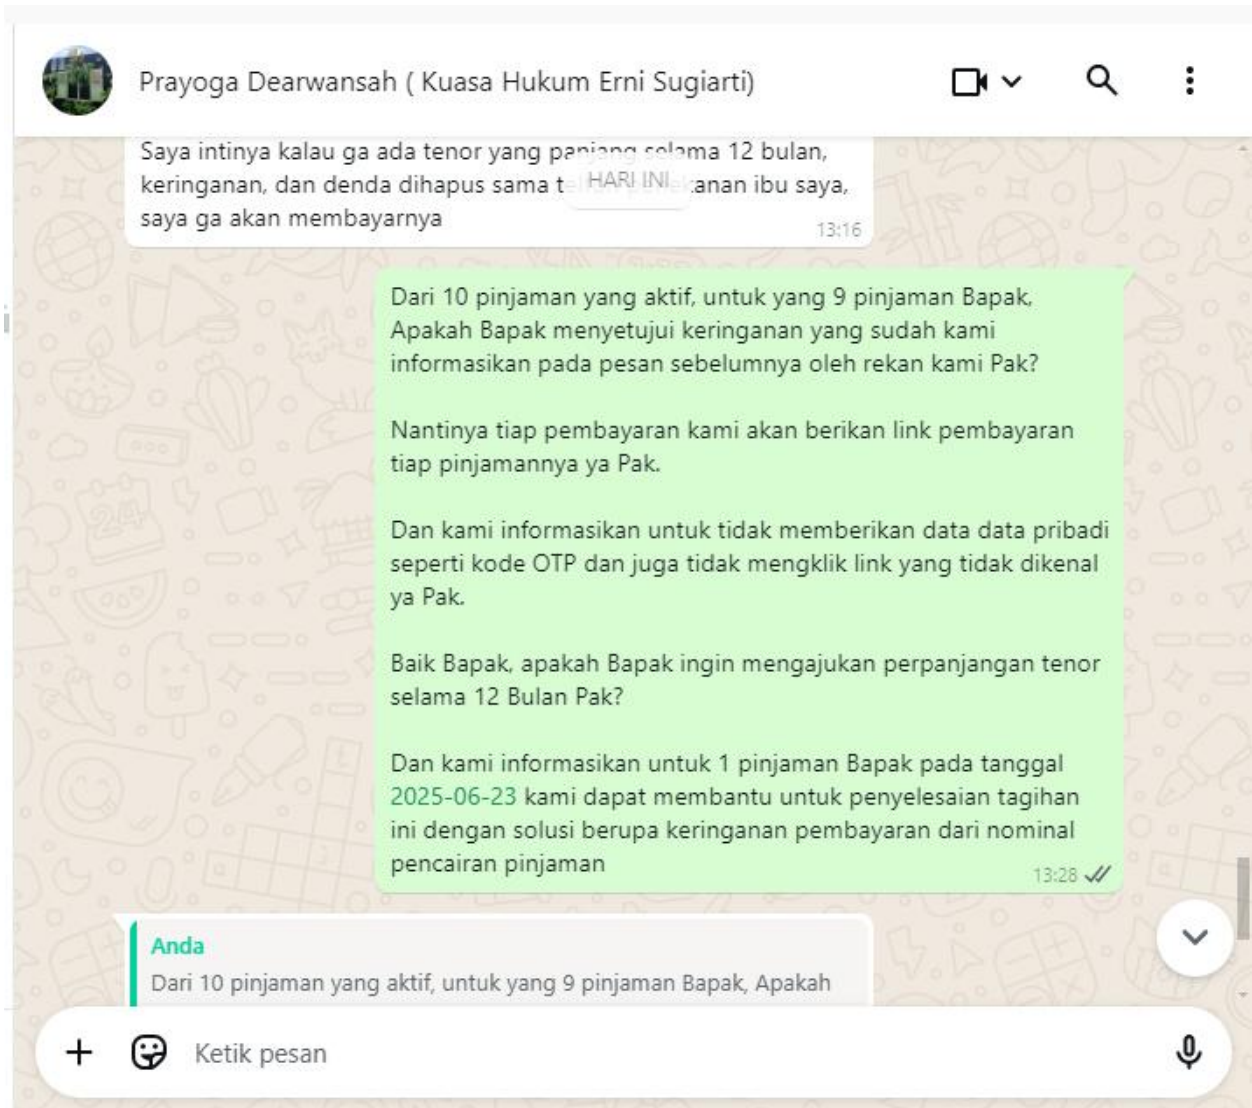 Prayoga Dearwansah ( Kuasa Hukum Erni Sugiarti)
Saya intinya kalau ga ada tenor yang panjang selama 12 bulan,
keringanan, dan denda dihapus sama HARI INI ibu saya,
saya ga akan membayarnya
13:16
Dari 10 pinjaman yang aktif, untuk yang 9 pinjaman Bapak,
Apakah Bapak menyetujui keringanan yang sudah kami
informasikan pada pesan sebelumnya oleh rekan kami Pak?
Nantinya tiap pembayaran kami akan berikan link pembayaran
tiap pinjamannya ya Pak.
Dan kami informasikan untuk tidak memberikan data data pribadi
seperti kode OTP dan juga tidak mengklik link yang tidak dikenal
ya Pak.
Baik Bapak, apakah Bapak ingin mengajukan perpanjangan tenor
selama 12 Bulan Pak?
Dan kami informasikan untuk 1 pinjaman Bapak pada tanggal
2025-06-23 kami dapat membantu untuk penyelesaian tagihan
ini dengan solusi berupa keringanan pembayaran dari nominal
pencairan pinjaman
13:28
Anda
Dari 10 pinjaman yang aktif, untuk yang 9 pinjaman Bapak, Apakah
Ketik pesan